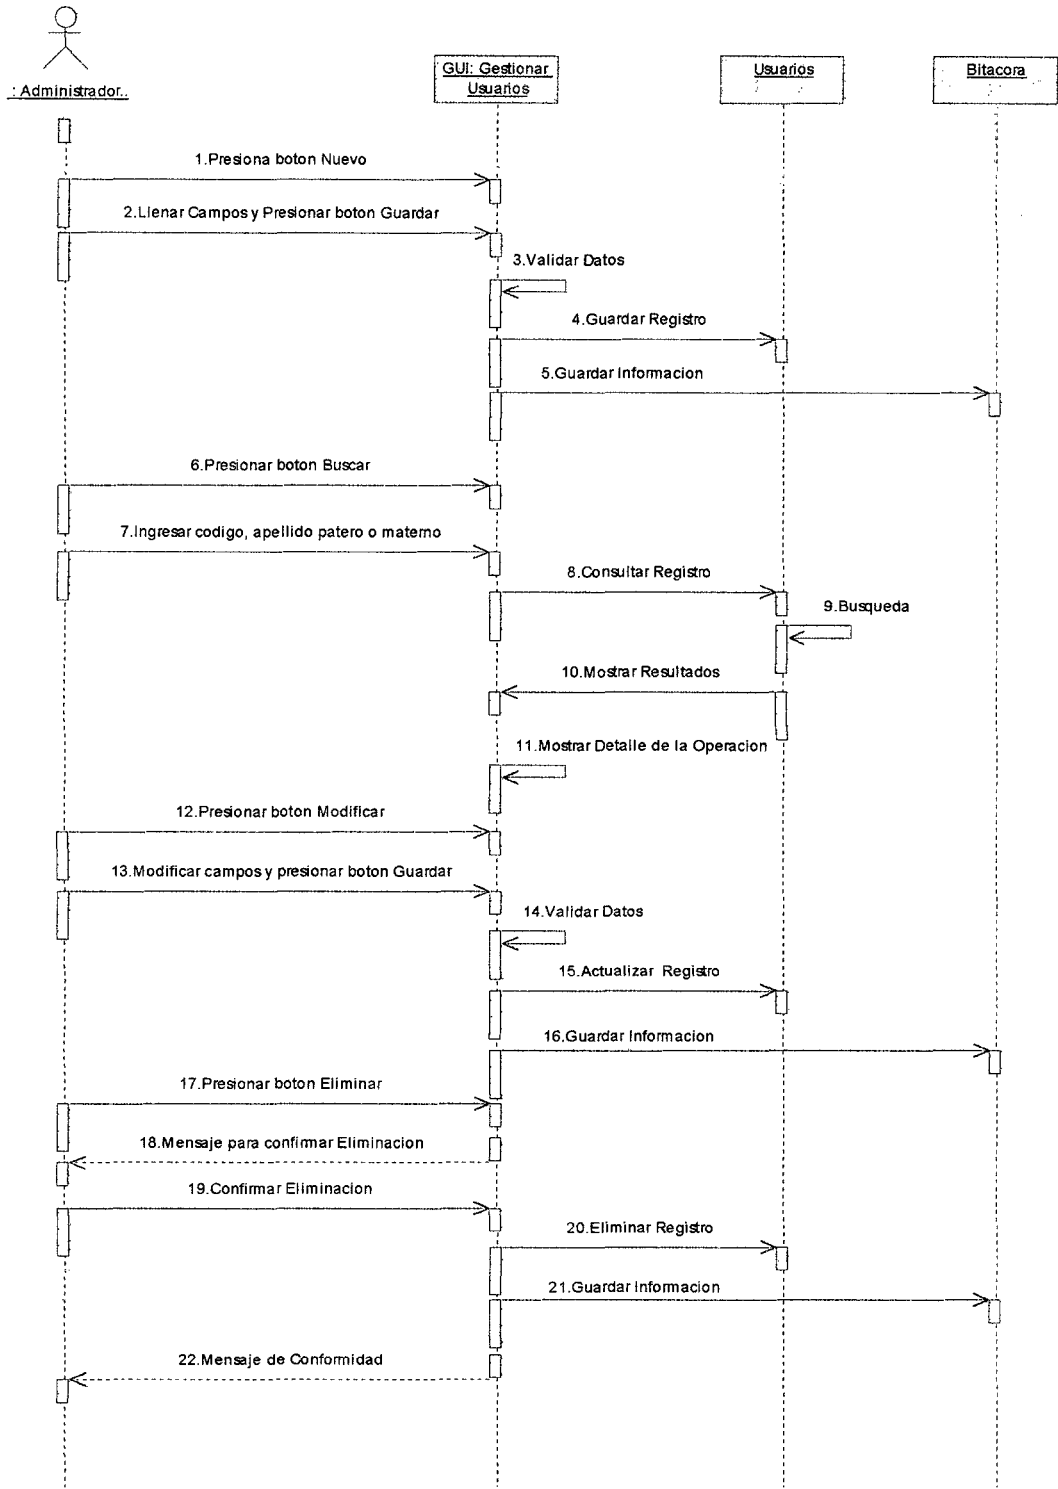 : Administrador..
GUI: Gestionar
Usuarios
Usuarios
Bitacora
1.Presiona boton Nuevo
2.Llenar Campos y Presionar boton Guardar
3.Validar Datos
4.Guardar Registro
5.Guardar Informacion
6.Presionar boton Buscar
7.Ingresar codigo, apellido patero o materno
8.Consultar Registro
9.Busqueda
10.Mostrar Resultados
11.Mostrar Detalle de la Operacion
12.Presionar boton Modificar
13.Modificar campos y presionar boton Guardar
14.Validar Datos
15.Actualizar Registro
16.Guardar Informacion
17.Presionar boton Eliminar
18.Mensaje para confirmar Eliminacion
19.Confirmar Eliminacion
20.Eliminar Registro
21.Guardar Informacion
22.Mensaje de Conformidad